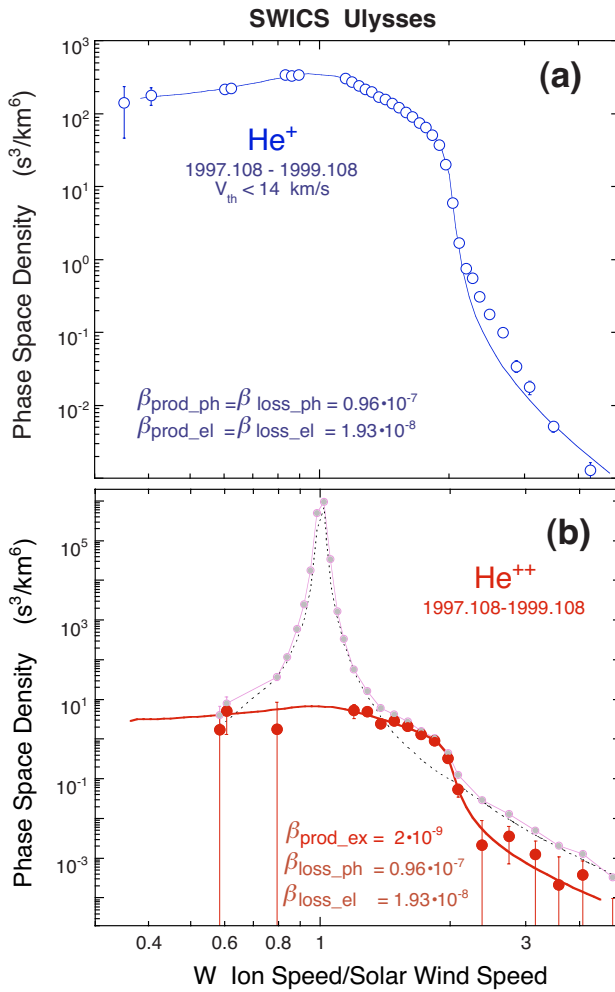 SWICS Ulysses
(a)
Phase Space Density (s³/km⁶)
10³
10²
10¹
10⁰
10⁻¹
10⁻²
He⁺
1997.108 - 1999.108
V_th < 14 km/s
β_prod_ph = β_loss_ph = 0.96•10⁻⁷
β_prod_el = β_loss_el = 1.93•10⁻⁸
(b)
Phase Space Density (s³/km⁶)
10⁵
10³
10¹
10⁻¹
10⁻³
He⁺⁺
1997.108-1999.108
β_prod_ex = 2•10⁻⁹
β_loss_ph = 0.96•10⁻⁷
β_loss_el = 1.93•10⁻⁸
0.4 0.6 0.8 1 3
W Ion Speed/Solar Wind Speed